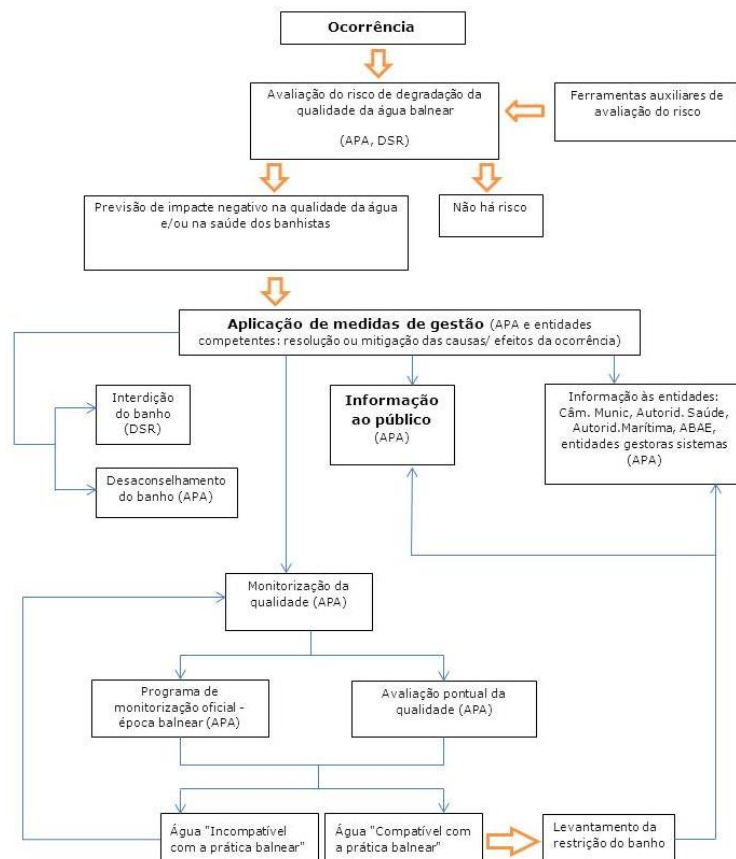 Ocorrência
Avaliação do risco de degradação da
qualidade da água balnear
(APA, DSR)
Ferramentas auxiliares de
avaliação do risco
Previsão de impacte negativo na qualidade da água
e/ou na saúde dos banhistas
Não há risco
Aplicação de medidas de gestão (APA e entidades
competentes: resolução ou mitigação das causas/ efeitos da ocorrência)
Interdição
do banho
(DSR)
Informação
ao público
(APA)
Informação às entidades:
Câm. Munic, Autorid. Saúde,
Autorid.Marítima, ABAE,
entidades gestoras sistemas
(APA)
Desaconselhamento
do banho (APA)
Monitorização da
qualidade (APA)
Programa de
monitorização oficial -
época balnear (APA)
Avaliação pontual da
qualidade (APA)
Água "Incompatível
com a prática balnear"
Água "Compatível com
a prática balnear"
Levantamento da
restrição do banho